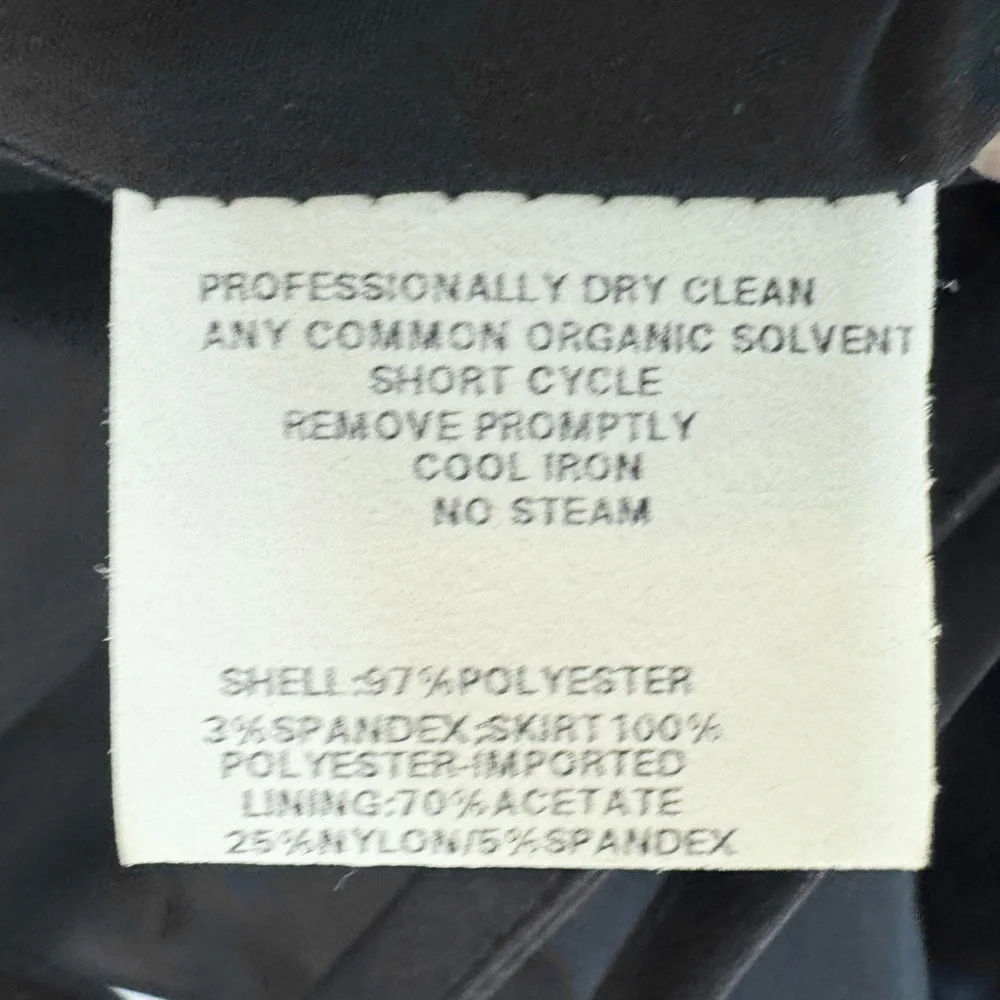 PROFESSIONALLY DRY CLEAN
ANY COMMON ORGANIC SOLVENT
SHORT CYCLE
REMOVE PROMPTLY
COOL IRON
NO STEAM
SHELL:97%POLYESTER
3%SPANDEX;SKIRT100%
POLYESTER-IMPORTED
LINING:70%ACETATE
25%NYLON/5%SPANDEX